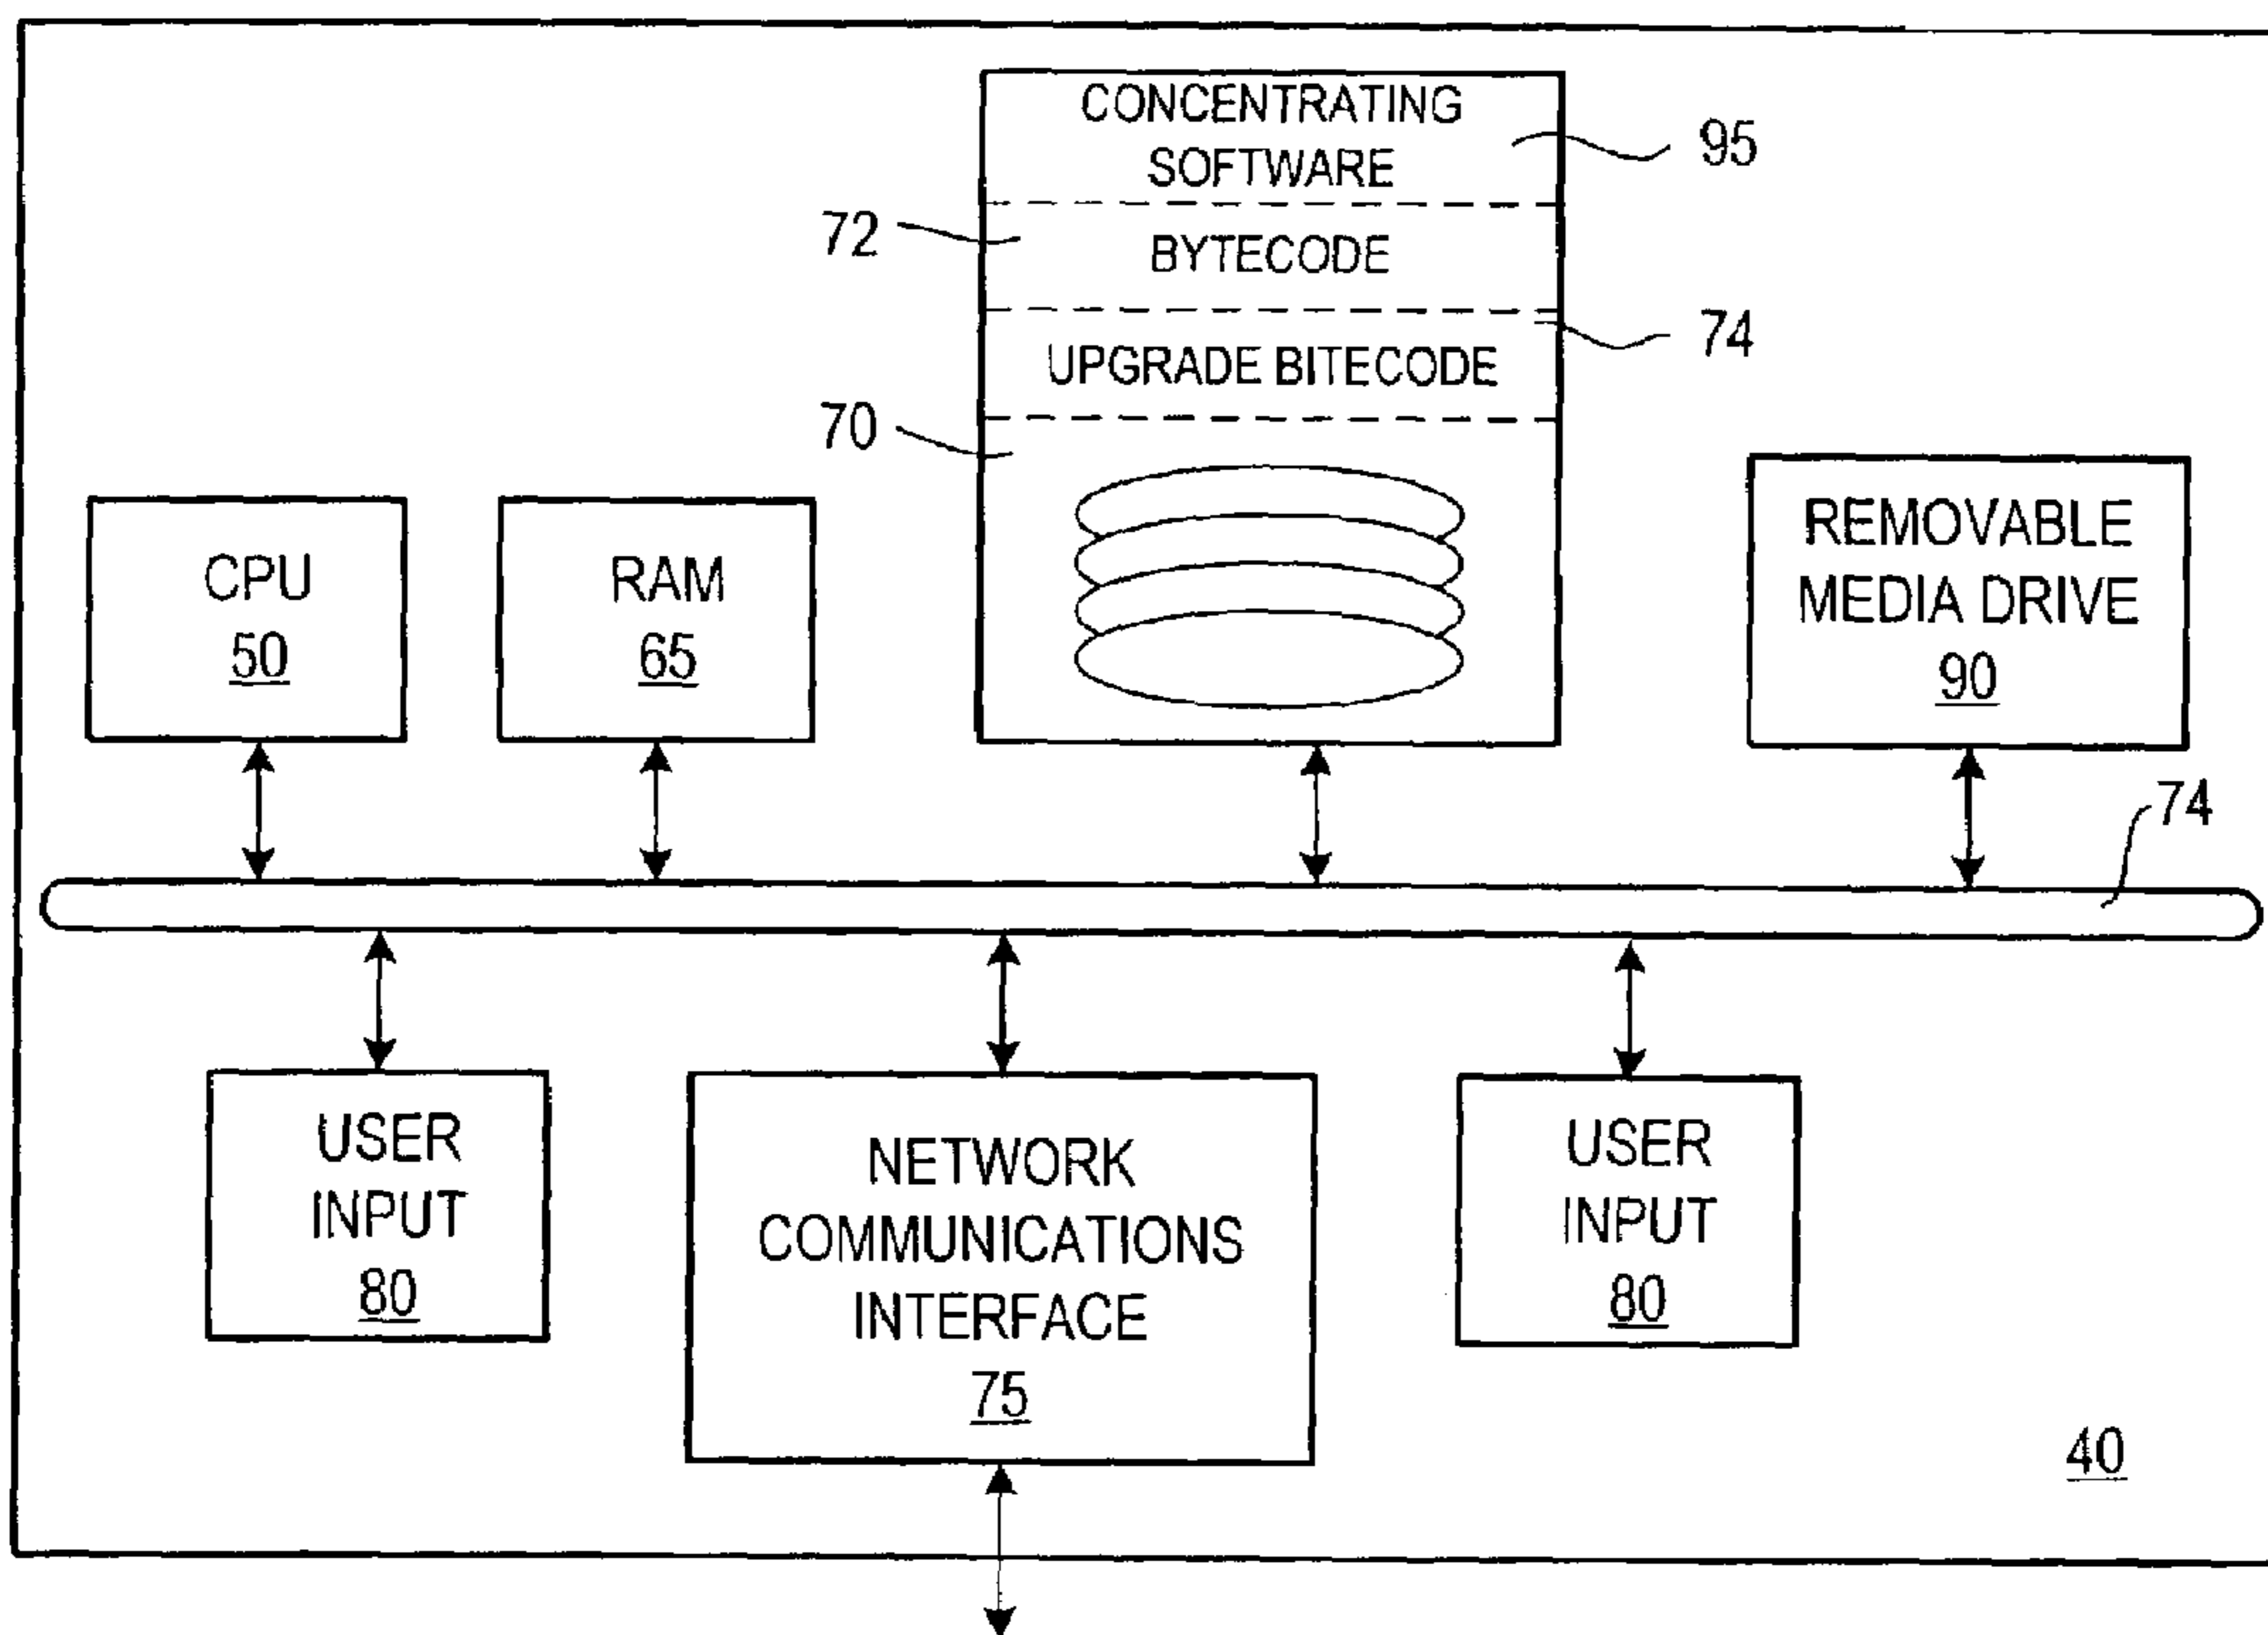 CONCENTRATING
SOFTWARE
95
72
BYTECODE
74
UPGRADE BITECODE
70
CPU
50
RAM
65
REMOVABLE
MEDIA DRIVE
90
74
USER
INPUT
80
NETWORK
COMMUNICATIONS
INTERFACE
75
USER
INPUT
80
40